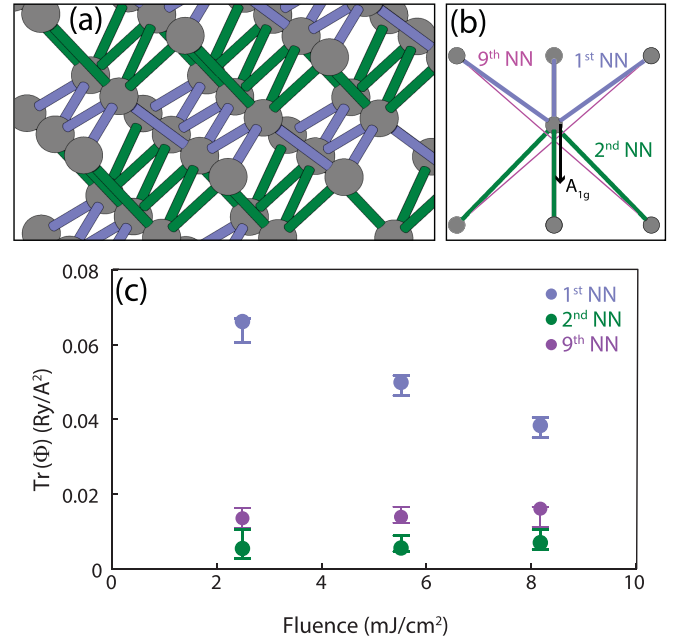 (a)
(b)
9th NN
1st NN
2nd NN
A1g
(c)
1st NN
2nd NN
9th NN
0.08
0.06
0.04
0.02
0
Tr(Φ) (Ry/A²)
0 2 4 6 8 10
Fluence (mJ/cm²)